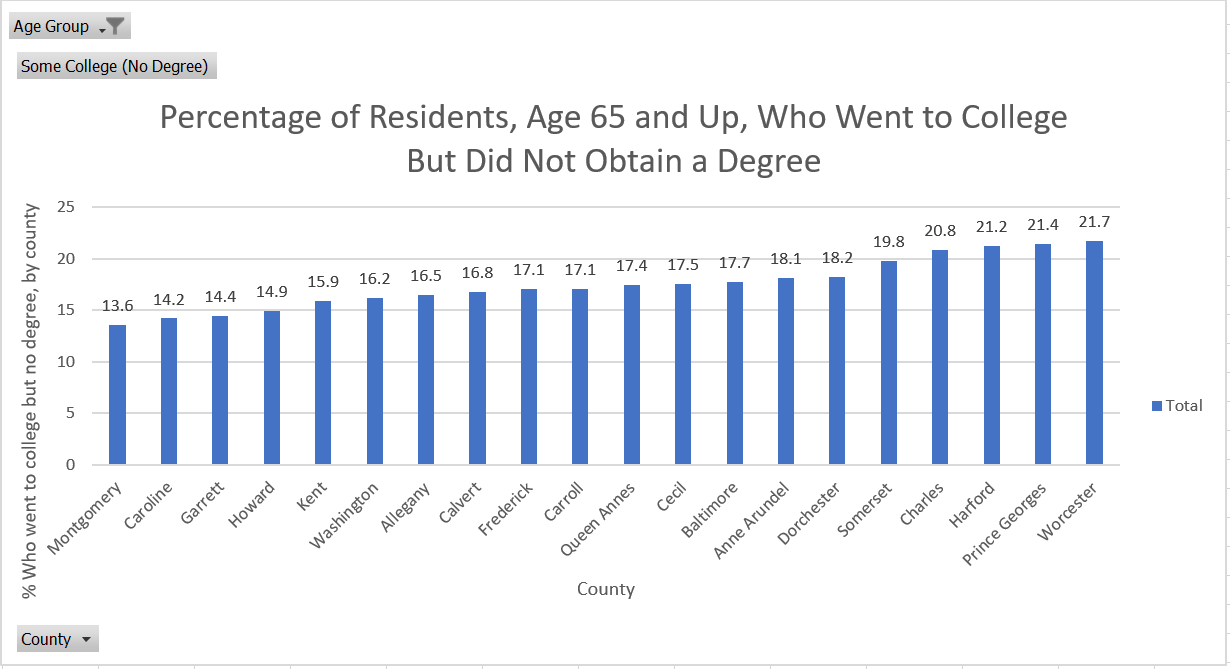 Age Group
Some College (No Degree)
Percentage of Residents, Age 65 and Up, Who Went to College
But Did Not Obtain a Degree
% Who went to college but no degree, by county
25
20
15
10
5
0
13.6
14.2
14.4
14.9
15.9
16.2
16.5
16.8
17.1
17.1
17.4
17.5
17.7
18.1
18.2
19.8
20.8
21.2
21.4
21.7
Montgomery
Caroline
Garrett
Howard
Kent
Washington
Allegany
Calvert
Frederick
Carroll
Queen Annes
Cecil
Baltimore
Anne Arundel
Dorchester
Somerset
Charles
Harford
Prince Georges
Worcester
Total
County
County